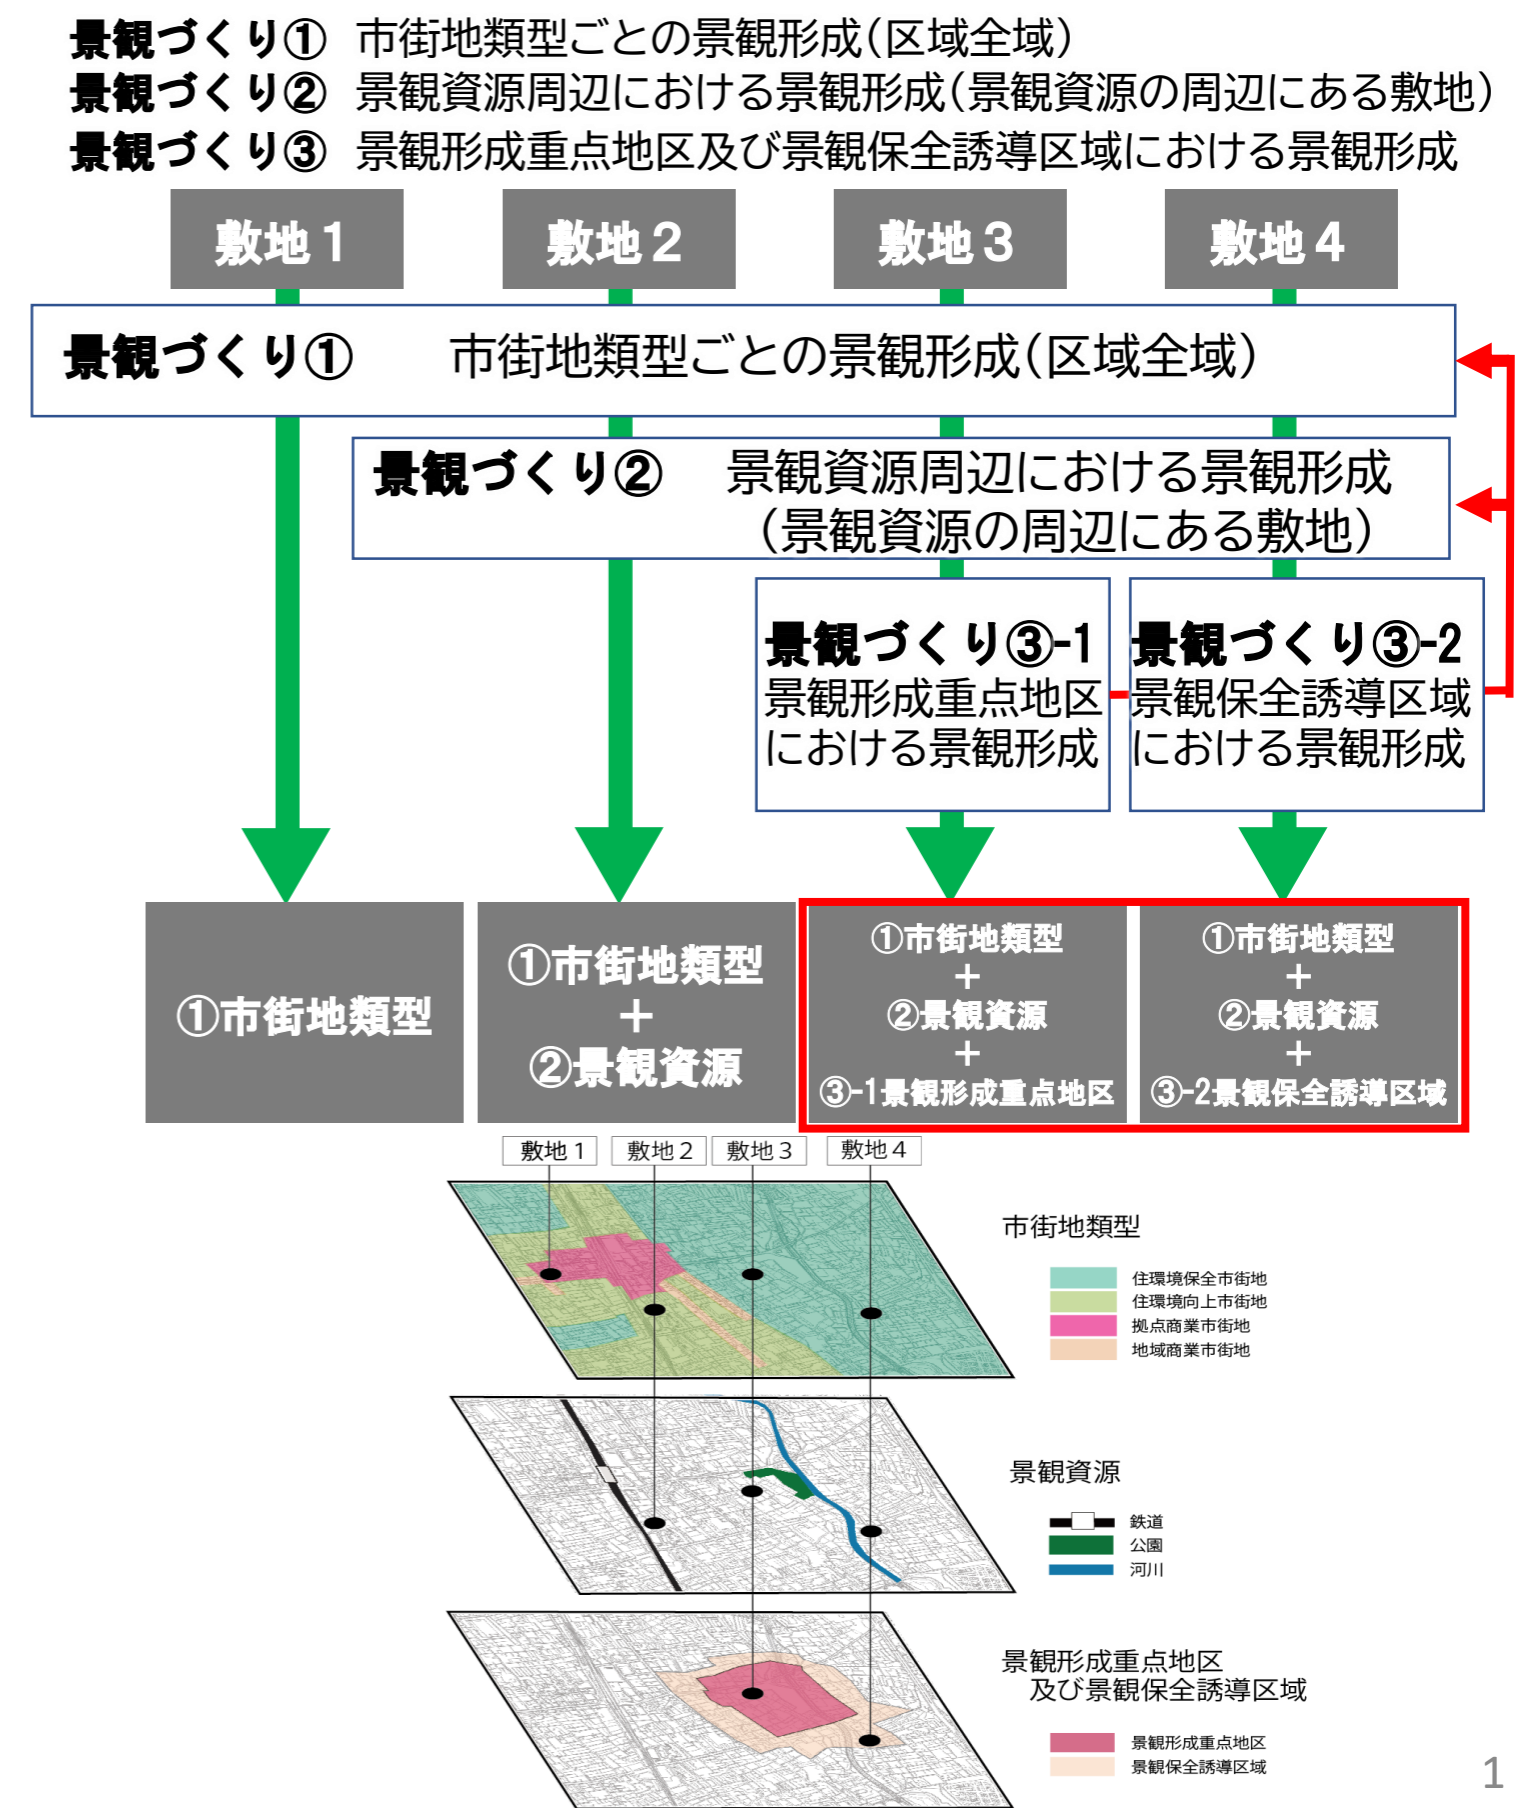 景観づくり① 市街地類型ごとの景観形成(区域全域)
景観づくり② 景観資源周辺における景観形成(景観資源の周辺にある敷地)
景観づくり③ 景観形成重点地区及び景観保全誘導区域における景観形成
敷地1 敷地2 敷地3 敷地4
景観づくり① 市街地類型ごとの景観形成(区域全域)
景観づくり② 景観資源周辺における景観形成
(景観資源の周辺にある敷地)
景観づくり③-1
景観形成重点地区
における景観形成
景観づくり③-2
景観保全誘導区域
における景観形成
①市街地類型
①市街地類型
+
②景観資源
①市街地類型
+
②景観資源
+
③-1景観形成重点地区
①市街地類型
+
②景観資源
+
③-2景観保全誘導区域
敷地1 敷地2 敷地3 敷地4
市街地類型
住環境保全市街地
住環境向上市街地
拠点商業市街地
地域商業市街地
景観資源
鉄道
公園
河川
景観形成重点地区
及び景観保全誘導区域
景観形成重点地区
景観保全誘導区域
1